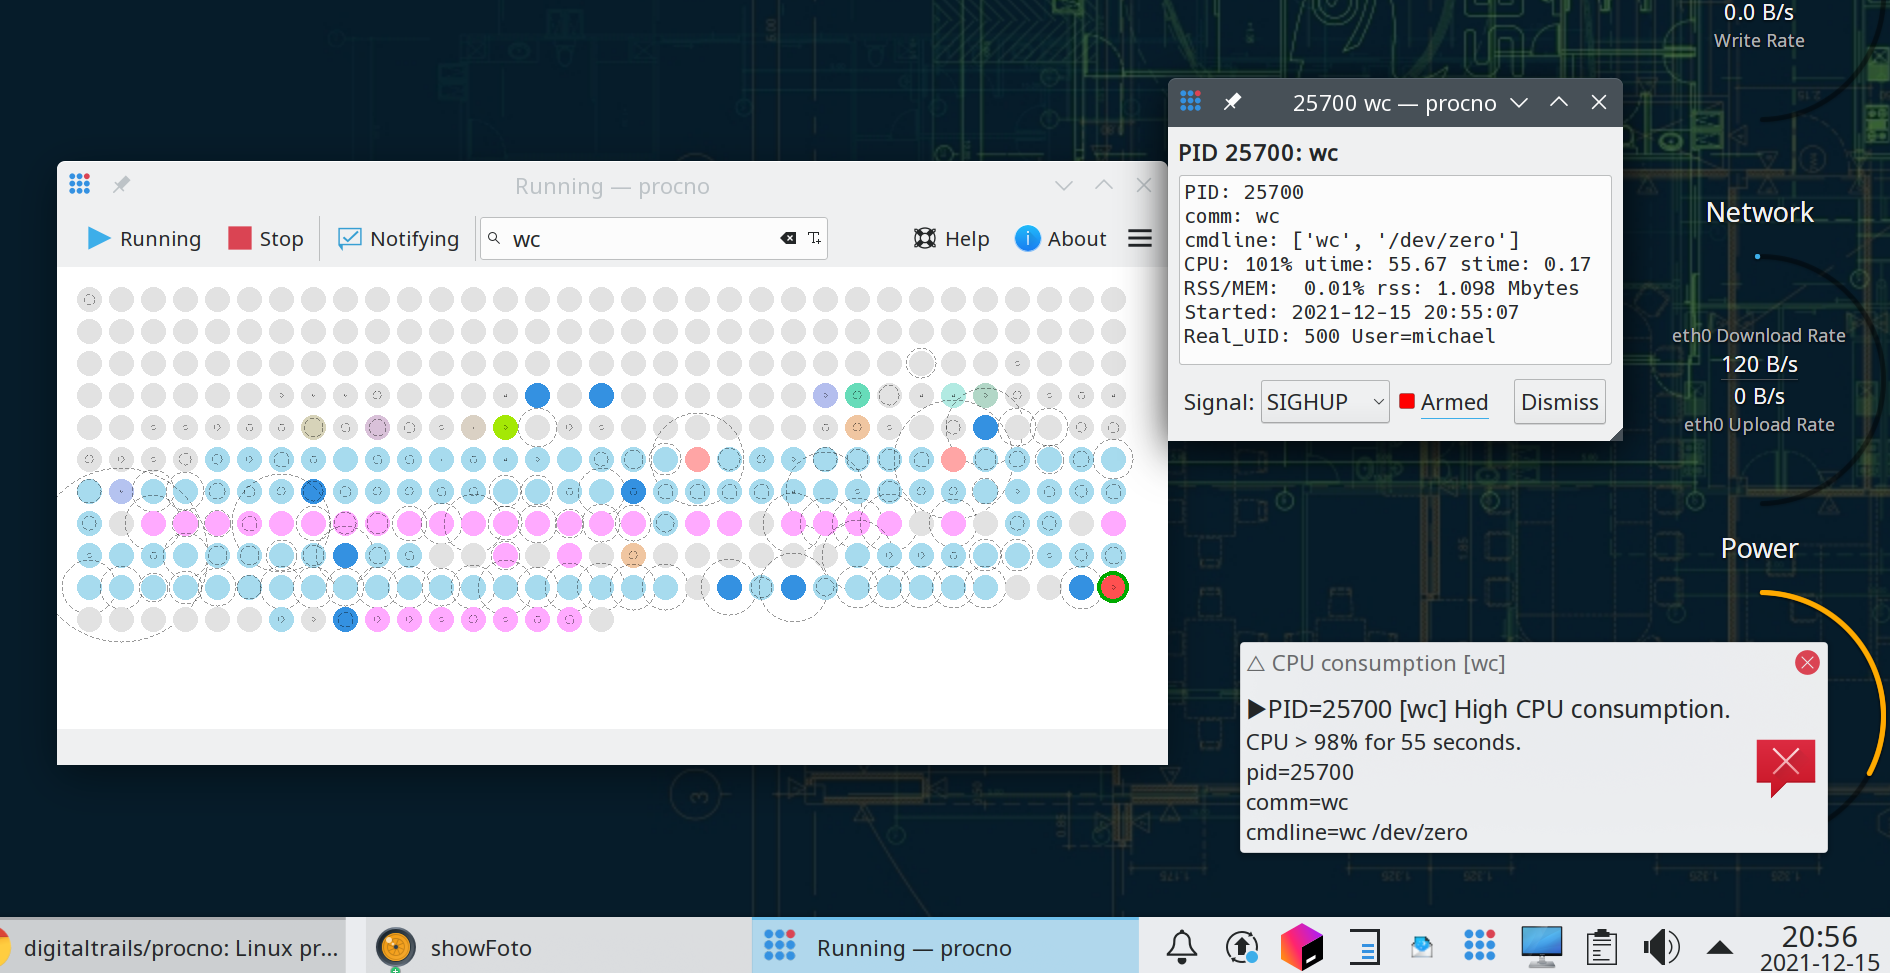 0.0 B/s
Write Rate
25700 wc — procno
PID 25700: wc
PID: 25700
comm: wc
cmdline: ['wc', '/dev/zero']
CPU: 101% utime: 55.67 stime: 0.17
RSS/MEM:  0.01% rss: 1.098 Mbytes
Started: 2021-12-15 20:55:07
Real_UID: 500 User=michael
Signal: SIGHUP Armed Dismiss
Running — procno
Running Stop Notifying wc Help About
Network
eth0 Download Rate
120 B/s
0 B/s
eth0 Upload Rate
Power
△ CPU consumption [wc]
▶PID=25700 [wc] High CPU consumption.
CPU > 98% for 55 seconds.
pid=25700
comm=wc
cmdline=wc /dev/zero
digitaltrails/procno: Linux pr...
showFoto
Running — procno
20:56
2021-12-15